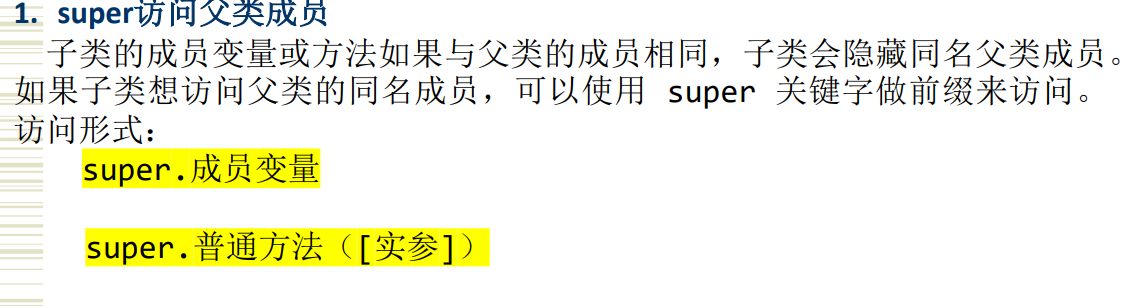 1. super访问父类成员
子类的成员变量或方法如果与父类的成员相同，子类会隐藏同名父类成员。
如果子类想访问父类的同名成员，可以使用 super 关键字做前缀来访问。
访问形式：
super.成员变量
super.普通方法（[实参]）